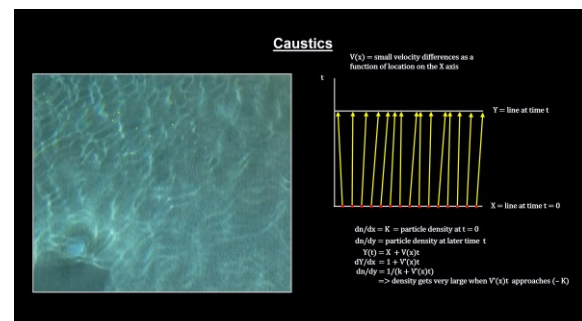 Caustics
V(x) = small velocity differences as a
function of location on the X axis
t
Y = line at time t
X = line at time t = 0
dn/dx = K = particle density at t = 0
dn/dy = particle density at later time t
Y(t) = X + V(x)t
dY/dx = 1 + V'(x)t
dn/dy = 1/(k + V'(x)t)
=> density gets very large when V'(x)t approaches (– K)